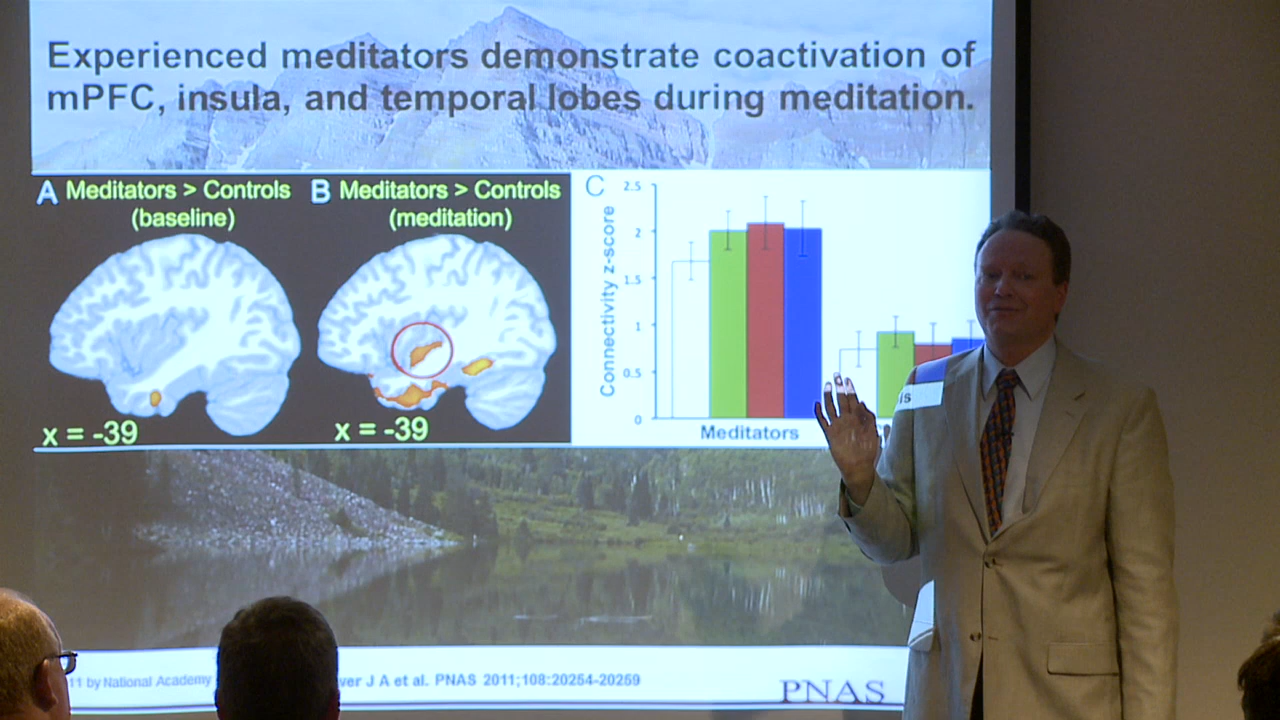 Experienced meditators demonstrate coactivation of
mPFC, insula, and temporal lobes during meditation.
A Meditators > Controls
(baseline)
x = -39
B Meditators > Controls
(meditation)
x = -39
C
Connectivity z-score
2.5
2
1.5
1
0.5
0
Meditators
11 by National Academy
ver J A et al. PNAS 2011;108:20254-20259
PNAS